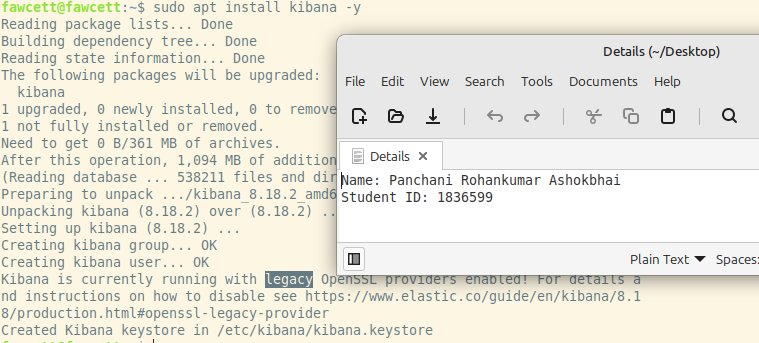 fawcett@fawcett:~$ sudo apt install kibana -y
Reading package lists... Done
Building dependency tree... Done
Reading state information... Done
The following packages will be upgraded:
kibana
1 upgraded, 0 newly installed, 0 to remove
1 not fully installed or removed.
Need to get 0 B/361 MB of archives.
After this operation, 1,094 MB of addition
(Reading database ... 538211 files and dir
Preparing to unpack .../kibana_8.18.2_amd6
Unpacking kibana (8.18.2) over (8.18.2) ..
Setting up kibana (8.18.2) ...
Creating kibana group... OK
Creating kibana user... OK
Kibana is currently running with legacy OpenSSL providers enabled! For details a
nd instructions on how to disable see https://www.elastic.co/guide/en/kibana/8.1
8/production.html#openssl-legacy-provider
Created Kibana keystore in /etc/kibana/kibana.keystore
fawcett@fawcett:~$
Details (~/Desktop)
File Edit View Search Tools Documents Help
Details
Name: Panchani Rohankumar Ashokbhai
Student ID: 1836599
Plain Text Spaces: